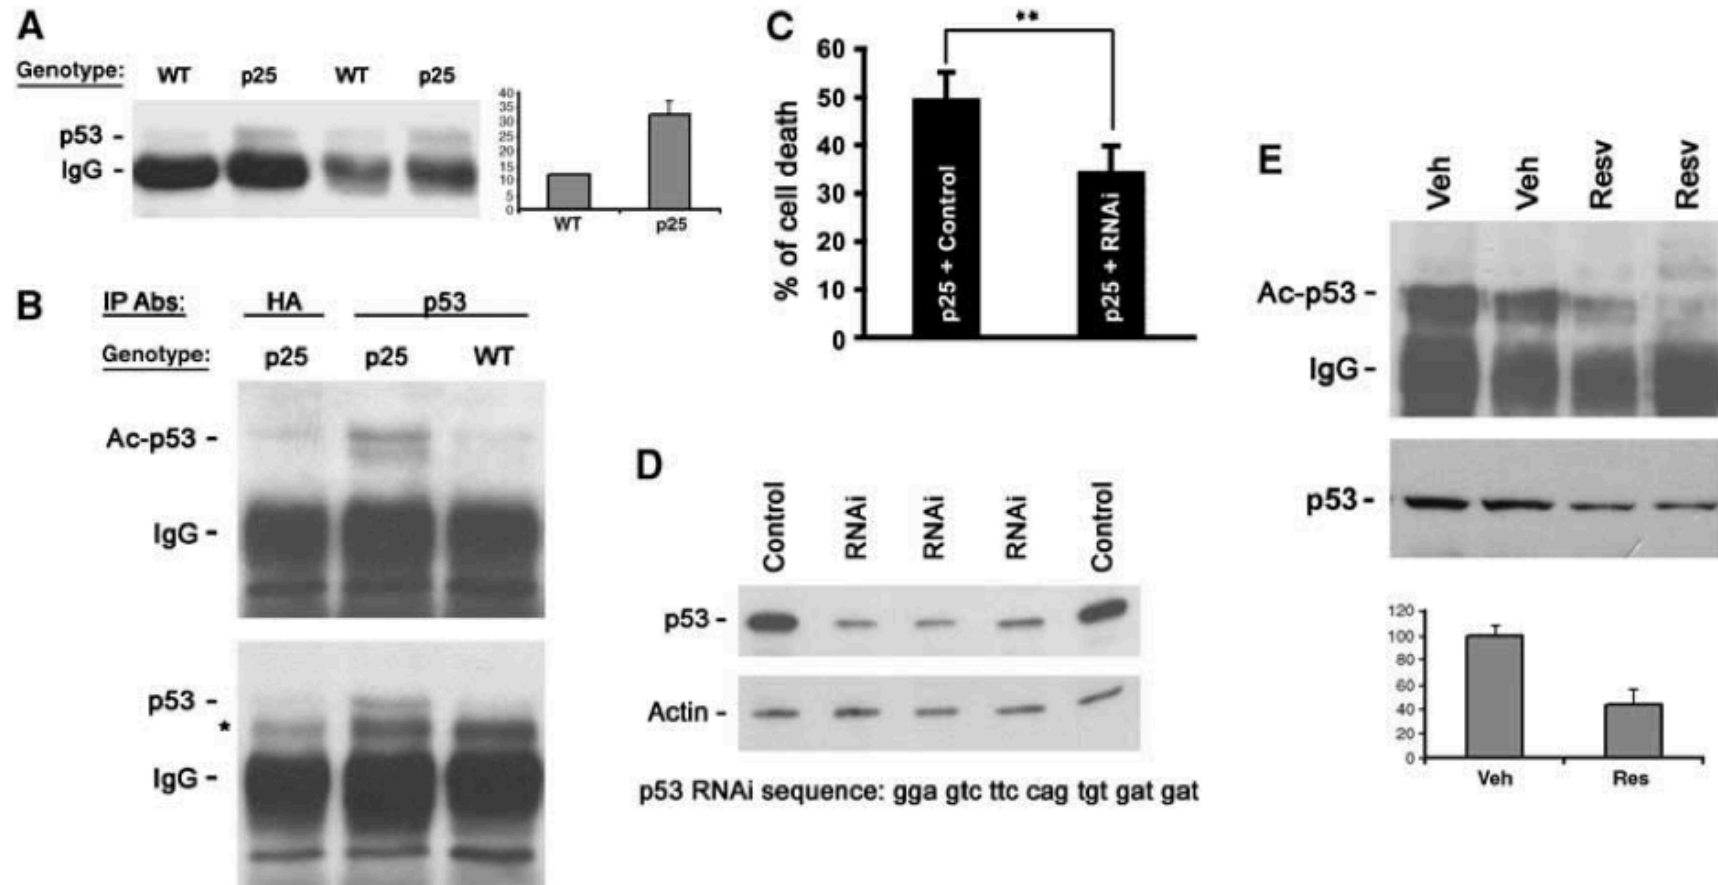 A
Genotype: WT p25 WT p25
p53 -
IgG -
40
35
30
25
20
15
10
5
0
WT p25
B
IP Abs: HA p53
Genotype: p25 p25 WT
Ac-p53 -
IgG -
p53 -
*
IgG -
C
**
% of cell death
60
50
40
30
20
10
0
p25 + Control
p25 + RNAi
D
Control RNAi RNAi RNAi Control
p53 -
Actin -
p53 RNAi sequence: gga gtc ttc cag tgt gat gat
E
Veh Veh Resv Resv
Ac-p53 -
IgG -
p53 -
120
100
80
60
40
20
0
Veh Res